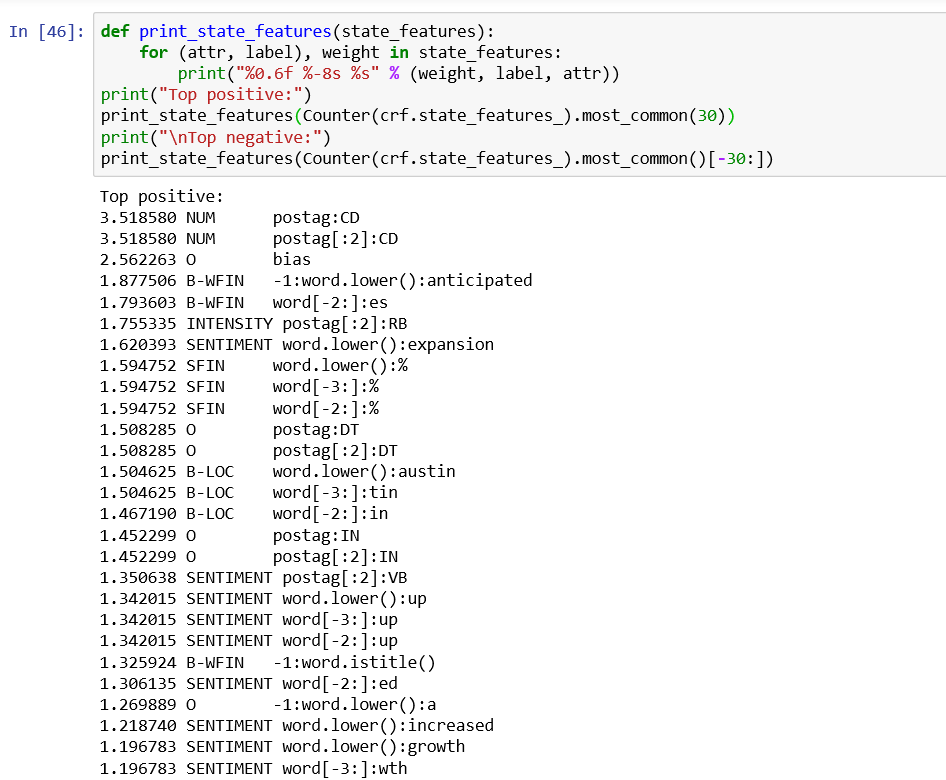 In [46]: def print_state_features(state_features):
    for (attr, label), weight in state_features:
        print("%0.6f %-8s %s" % (weight, label, attr))
print("Top positive:")
print_state_features(Counter(crf.state_features_).most_common(30))
print("\nTop negative:")
print_state_features(Counter(crf.state_features_).most_common()[-30:])
Top positive:
3.518580 NUM      postag:CD
3.518580 NUM      postag[:2]:CD
2.562263 O        bias
1.877506 B-WFIN   -1:word.lower():anticipated
1.793603 B-WFIN   word[-2:]:es
1.755335 INTENSITY postag[:2]:RB
1.620393 SENTIMENT word.lower():expansion
1.594752 SFIN     word.lower():%
1.594752 SFIN     word[-3:]:%
1.594752 SFIN     word[-2:]:%
1.508285 O        postag:DT
1.508285 O        postag[:2]:DT
1.504625 B-LOC    word.lower():austin
1.504625 B-LOC    word[-3:]:tin
1.467190 B-LOC    word[-2:]:in
1.452299 O        postag:IN
1.452299 O        postag[:2]:IN
1.350638 SENTIMENT postag[:2]:VB
1.342015 SENTIMENT word.lower():up
1.342015 SENTIMENT word[-3:]:up
1.342015 SENTIMENT word[-2:]:up
1.325924 B-WFIN   -1:word.istitle()
1.306135 SENTIMENT word[-2:]:ed
1.269889 O        -1:word.lower():a
1.218740 SENTIMENT word.lower():increased
1.196783 SENTIMENT word.lower():growth
1.196783 SENTIMENT word[-3:]:wth